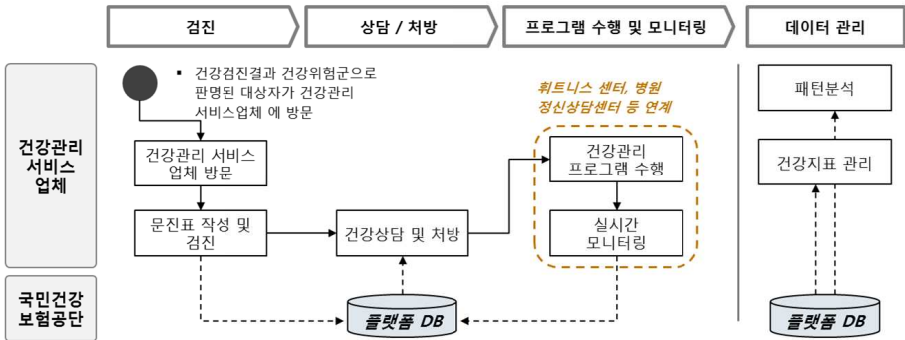 검진
상담 / 처방
프로그램 수행 및 모니터링
데이터 관리
건강관리
서비스
업체
▪ 건강검진결과 건강위험군으로
판명된 대상자가 건강관리
서비스업체 에 방문
건강관리 서비스
업체 방문
문진표 작성 및
검진
건강상담 및 처방
휘트니스 센터, 병원
정신상담센터 등 연계
건강관리
프로그램 수행
실시간
모니터링
패턴분석
건강지표 관리
국민건강
보험공단
플랫폼 DB
플랫폼 DB